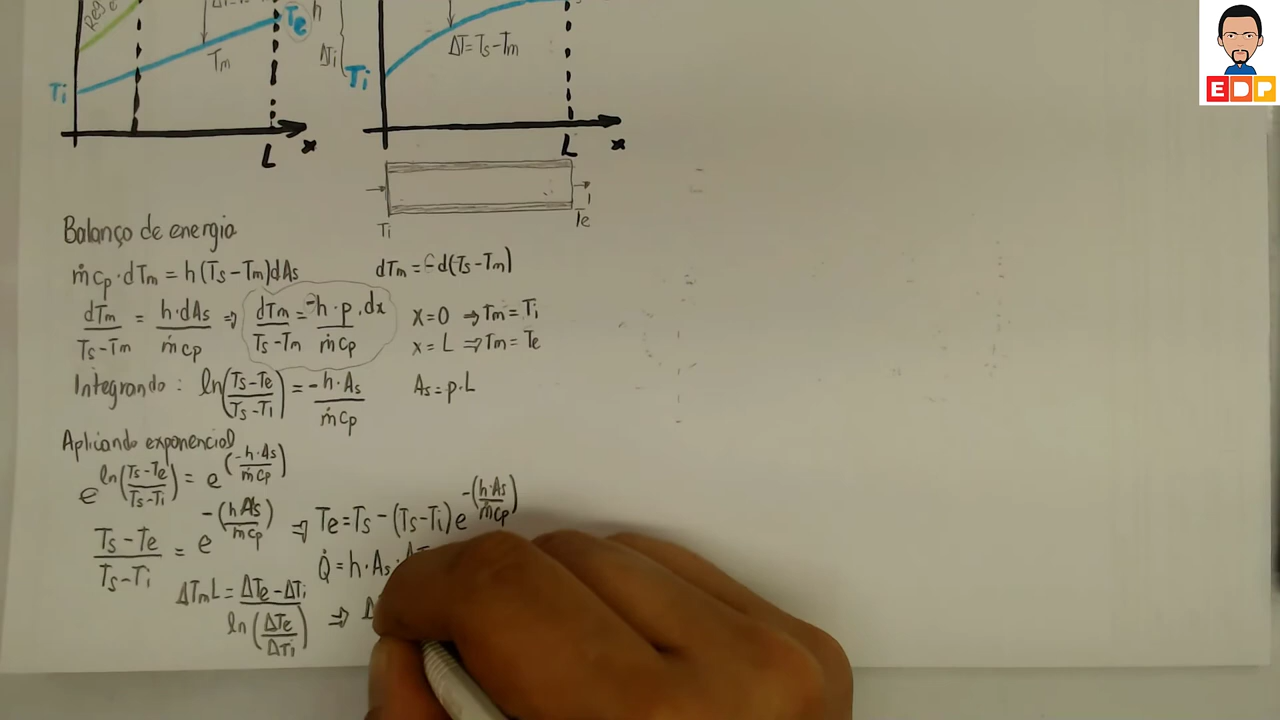 Te h
Tm ΔTi
Ti
L x
ΔT=Ts-Tm
Ti
L x
Ti Te
EDP
Balanço de energia
ṁcp·dTm=h(Ts-Tm)dAs dTm=-d(Ts-Tm)
dTm/(Ts-Tm) = h·dAs/ṁcp ⇒ dTm/(Ts-Tm) = -h·p·dx/ṁcp x=0 ⇒Tm=Ti
x=L ⇒Tm=Te
Integrando: ln((Ts-Te)/(Ts-Ti)) = -h·As/ṁcp As=p·L
Aplicando exponencial
e^ln((Ts-Te)/(Ts-Ti)) = e^(-h·As/ṁcp)
(Ts-Te)/(Ts-Ti) = e^-(hAs/ṁcp) ⇒ Te=Ts-(Ts-Ti)e^-(h·As/ṁcp)
Q̇=h·As·
ΔTmL=(ΔTe-ΔTi)/ln(ΔTe/ΔTi) ⇒